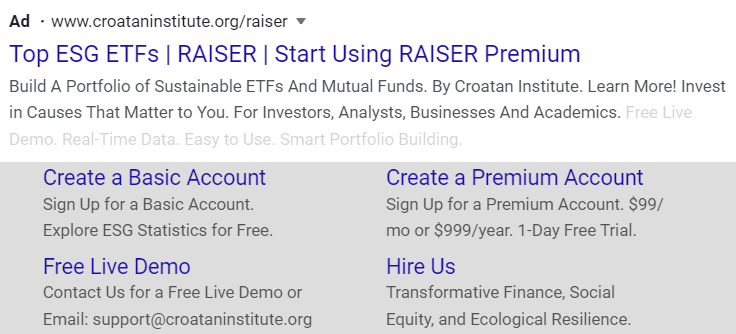 Ad · www.croataninstitute.org/raiser
Top ESG ETFs | RAISER | Start Using RAISER Premium
Build A Portfolio of Sustainable ETFs And Mutual Funds. By Croatan Institute. Learn More! Invest
in Causes That Matter to You. For Investors, Analysts, Businesses And Academics. Free Live
Demo. Real-Time Data. Easy to Use. Smart Portfolio Building.
Create a Basic Account
Sign Up for a Basic Account.
Explore ESG Statistics for Free.
Create a Premium Account
Sign Up for a Premium Account. $99/
mo or $999/year. 1-Day Free Trial.
Free Live Demo
Contact Us for a Free Live Demo or
Email: support@croataninstitute.org
Hire Us
Transformative Finance, Social
Equity, and Ecological Resilience.